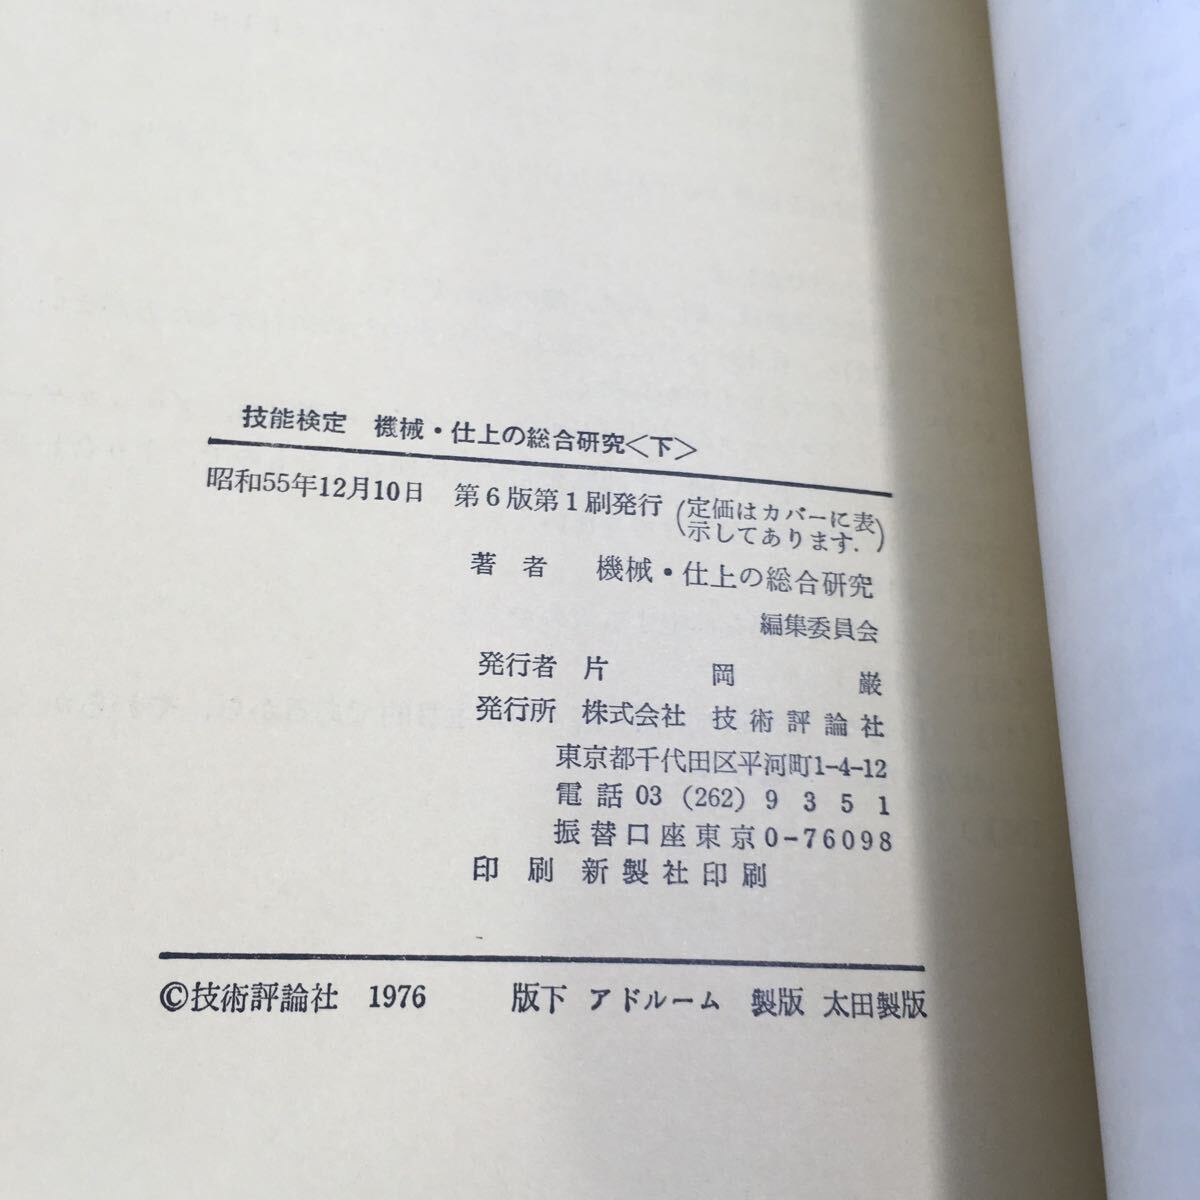 技能検定 機械・仕上の総合研究〈下〉
昭和55年12月10日 第6版第1刷発行 (定価はカバーに表示してあります.)
著者 機械・仕上の総合研究
編集委員会
発行者 片岡巌
発行所 株式会社 技術評論社
東京都千代田区平河町1-4-12
電話 03 (262) 9351
振替口座東京0-76098
印刷 新製社印刷
©技術評論社 1976 版下 アドルーム 製版 太田製版